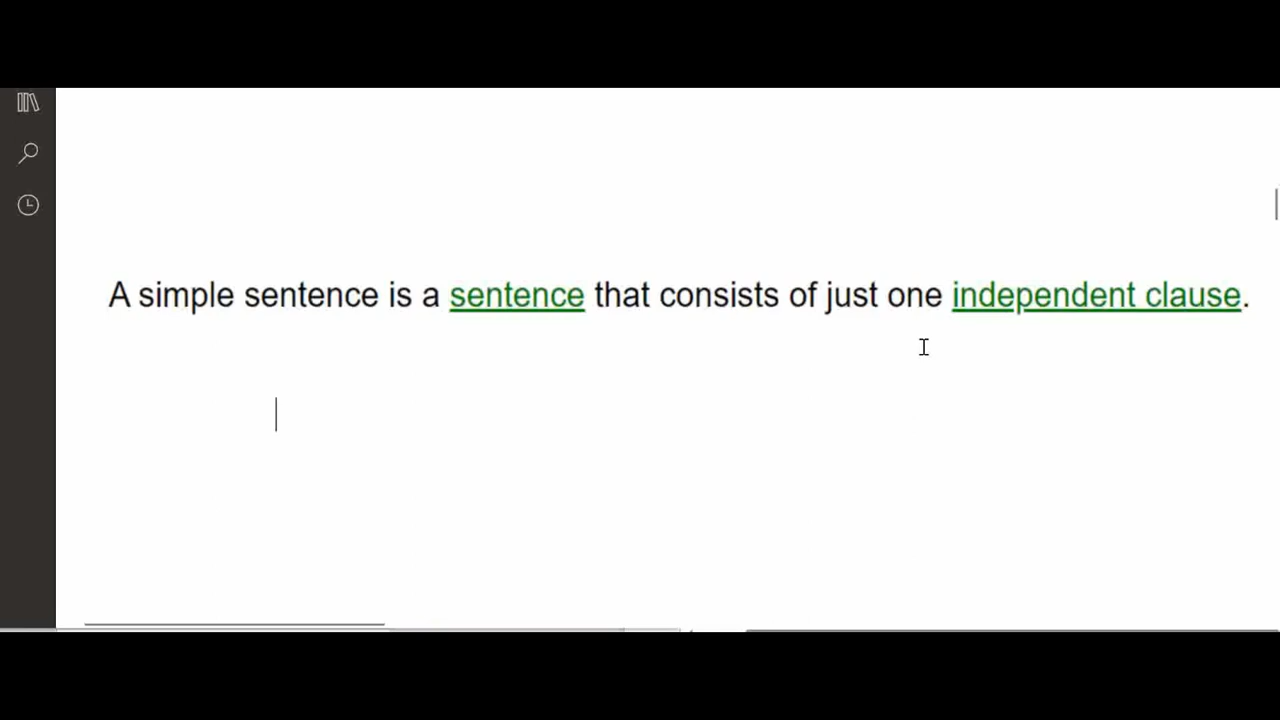 A simple sentence is a sentence that consists of just one independent clause.